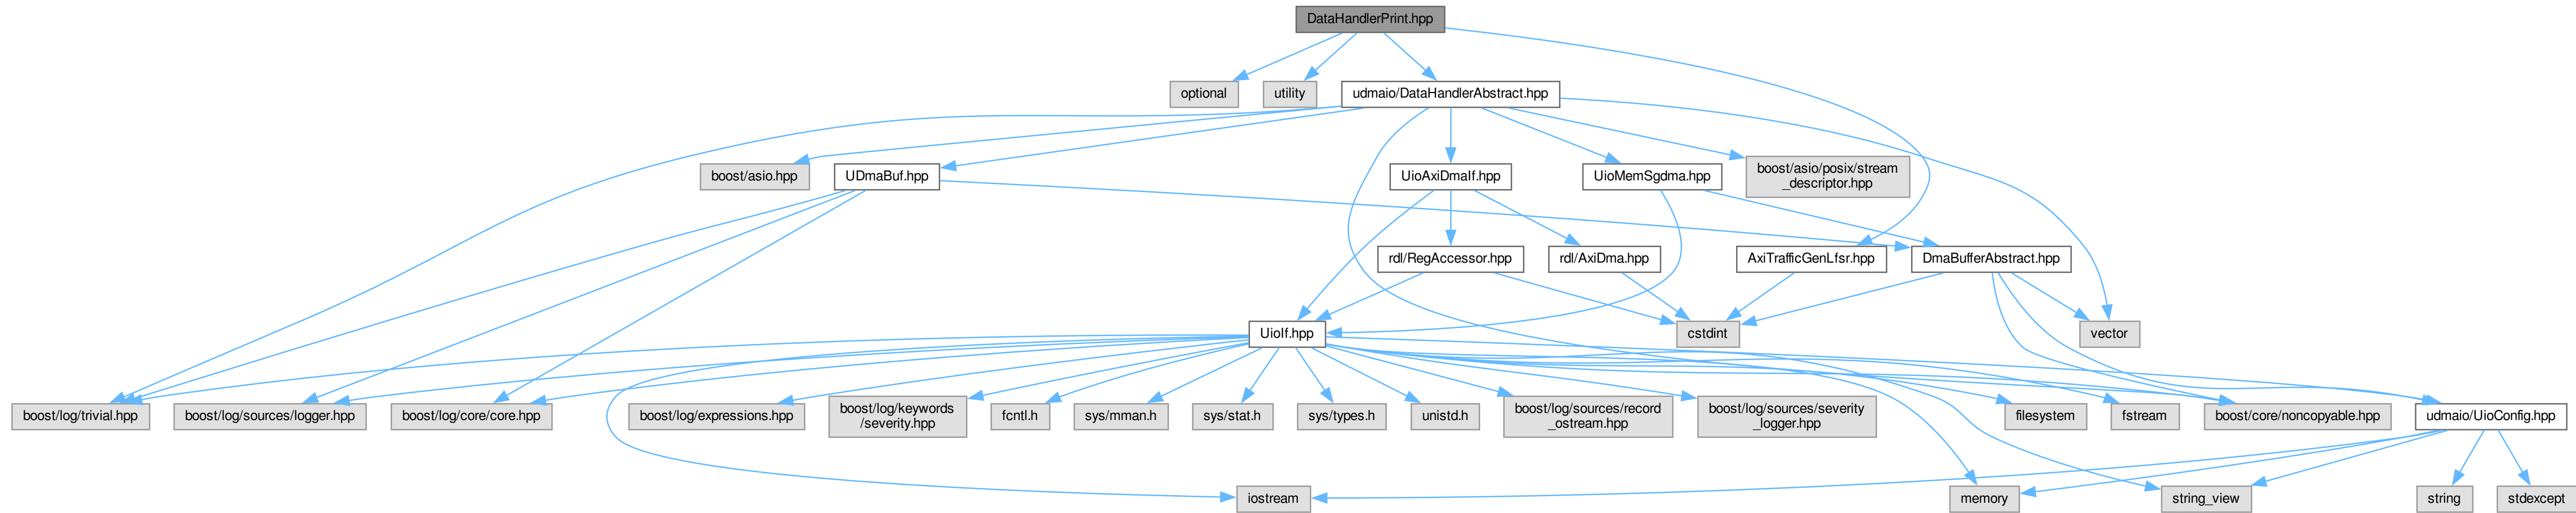 DataHandlerPrint.hpp
optional
utility
udmaio/DataHandlerAbstract.hpp
boost/asio.hpp
UDmaBuf.hpp
UioAxiDmaIf.hpp
UioMemSgdma.hpp
boost/asio/posix/stream
_descriptor.hpp
rdl/RegAccessor.hpp
rdl/AxiDma.hpp
AxiTrafficGenLfsr.hpp
DmaBufferAbstract.hpp
UioIf.hpp
cstdint
vector
boost/log/trivial.hpp
boost/log/sources/logger.hpp
boost/log/core/core.hpp
boost/log/expressions.hpp
boost/log/keywords
/severity.hpp
fcntl.h
sys/mman.h
sys/stat.h
sys/types.h
unistd.h
boost/log/sources/record
_ostream.hpp
boost/log/sources/severity
_logger.hpp
filesystem
fstream
boost/core/noncopyable.hpp
udmaio/UioConfig.hpp
iostream
memory
string_view
string
stdexcept